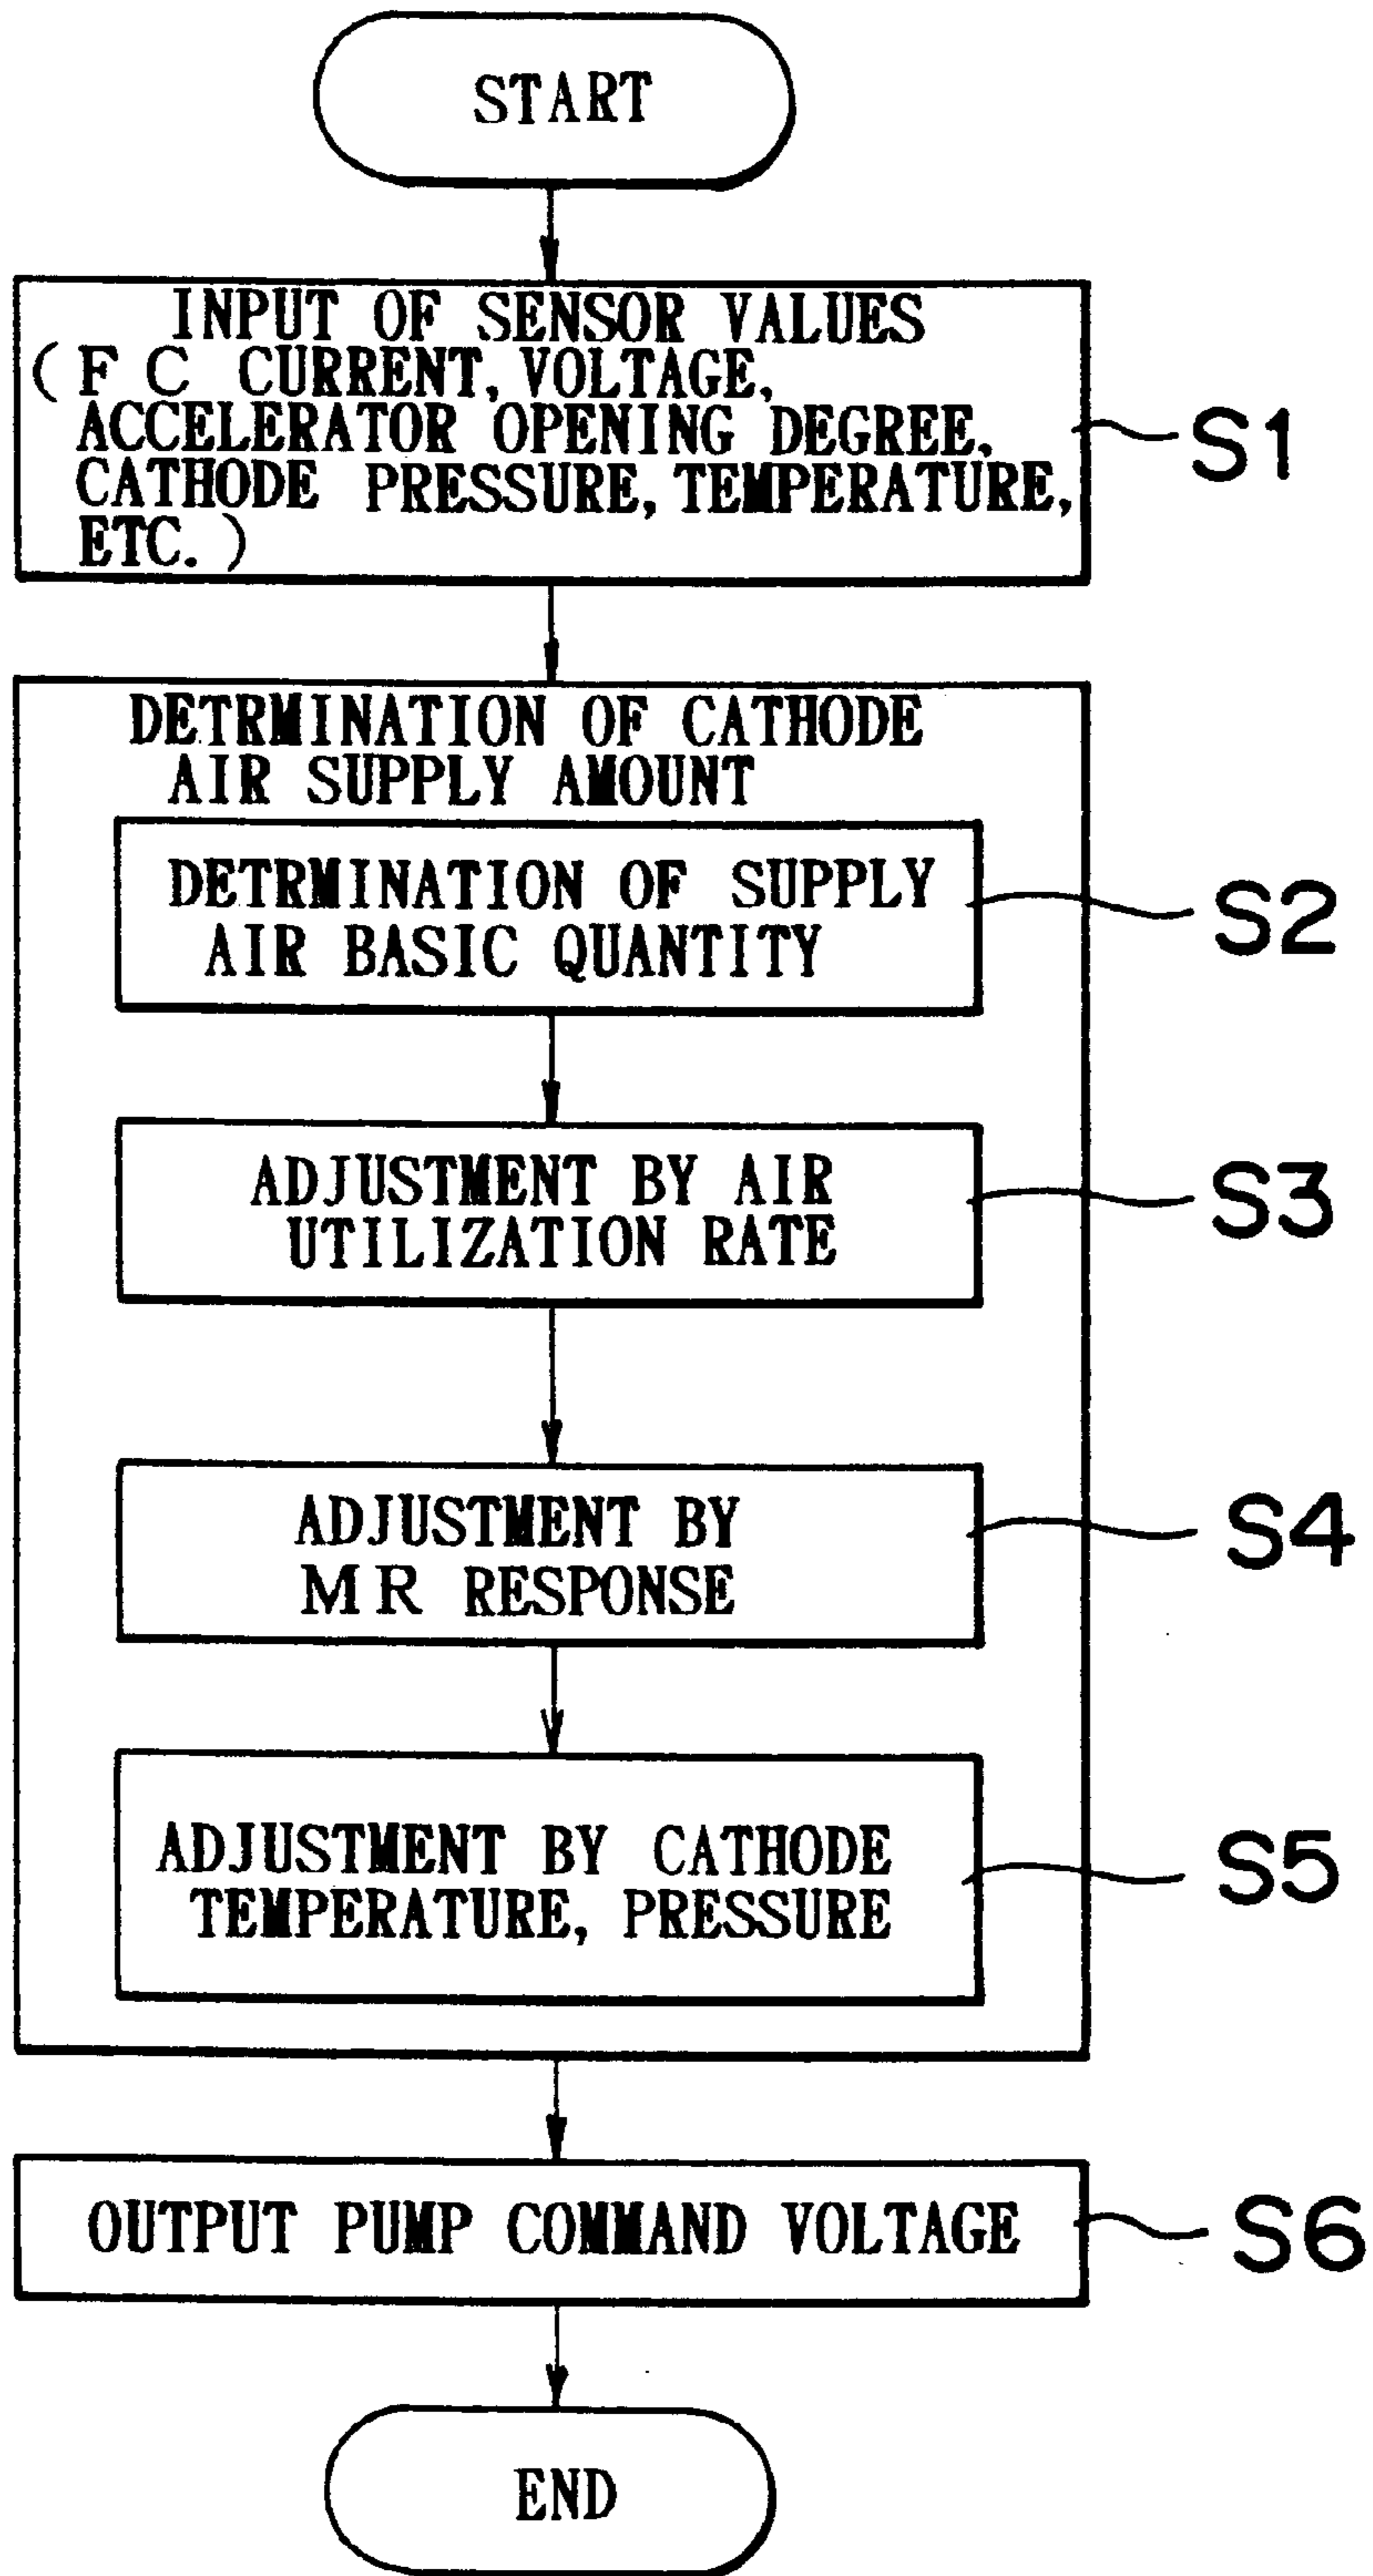 START
INPUT OF SENSOR VALUES
(FC CURRENT, VOLTAGE,
ACCELERATOR OPENING DEGREE,
CATHODE PRESSURE, TEMPERATURE,
ETC.)
S1
DETRMINATION OF CATHODE
AIR SUPPLY AMOUNT
DETRMINATION OF SUPPLY
AIR BASIC QUANTITY
S2
ADJUSTMENT BY AIR
UTILIZATION RATE
S3
ADJUSTMENT BY
MR RESPONSE
S4
ADJUSTMENT BY CATHODE
TEMPERATURE, PRESSURE
S5
OUTPUT PUMP COMMAND VOLTAGE
S6
END